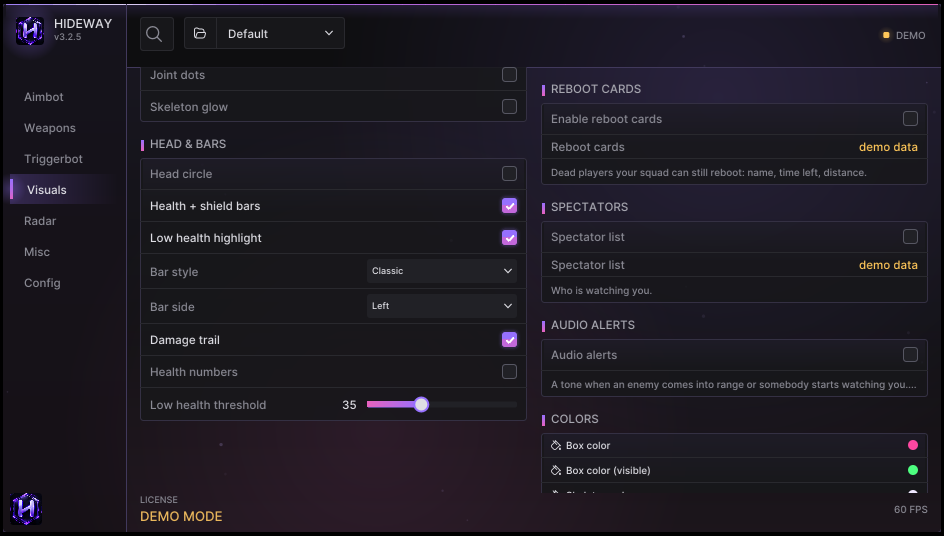 HIDEWAY
v3.2.5
Default
DEMO
Aimbot
Weapons
Triggerbot
Visuals
Radar
Misc
Config
Joint dots
Skeleton glow
HEAD & BARS
Head circle
Health + shield bars
Low health highlight
Bar style
Classic
Bar side
Left
Damage trail
Health numbers
Low health threshold
35
REBOOT CARDS
Enable reboot cards
Reboot cards
demo data
Dead players your squad can still reboot: name, time left, distance.
SPECTATORS
Spectator list
Spectator list
demo data
Who is watching you.
AUDIO ALERTS
Audio alerts
A tone when an enemy comes into range or somebody starts watching you....
COLORS
Box color
Box color (visible)
LICENSE
DEMO MODE
60 FPS